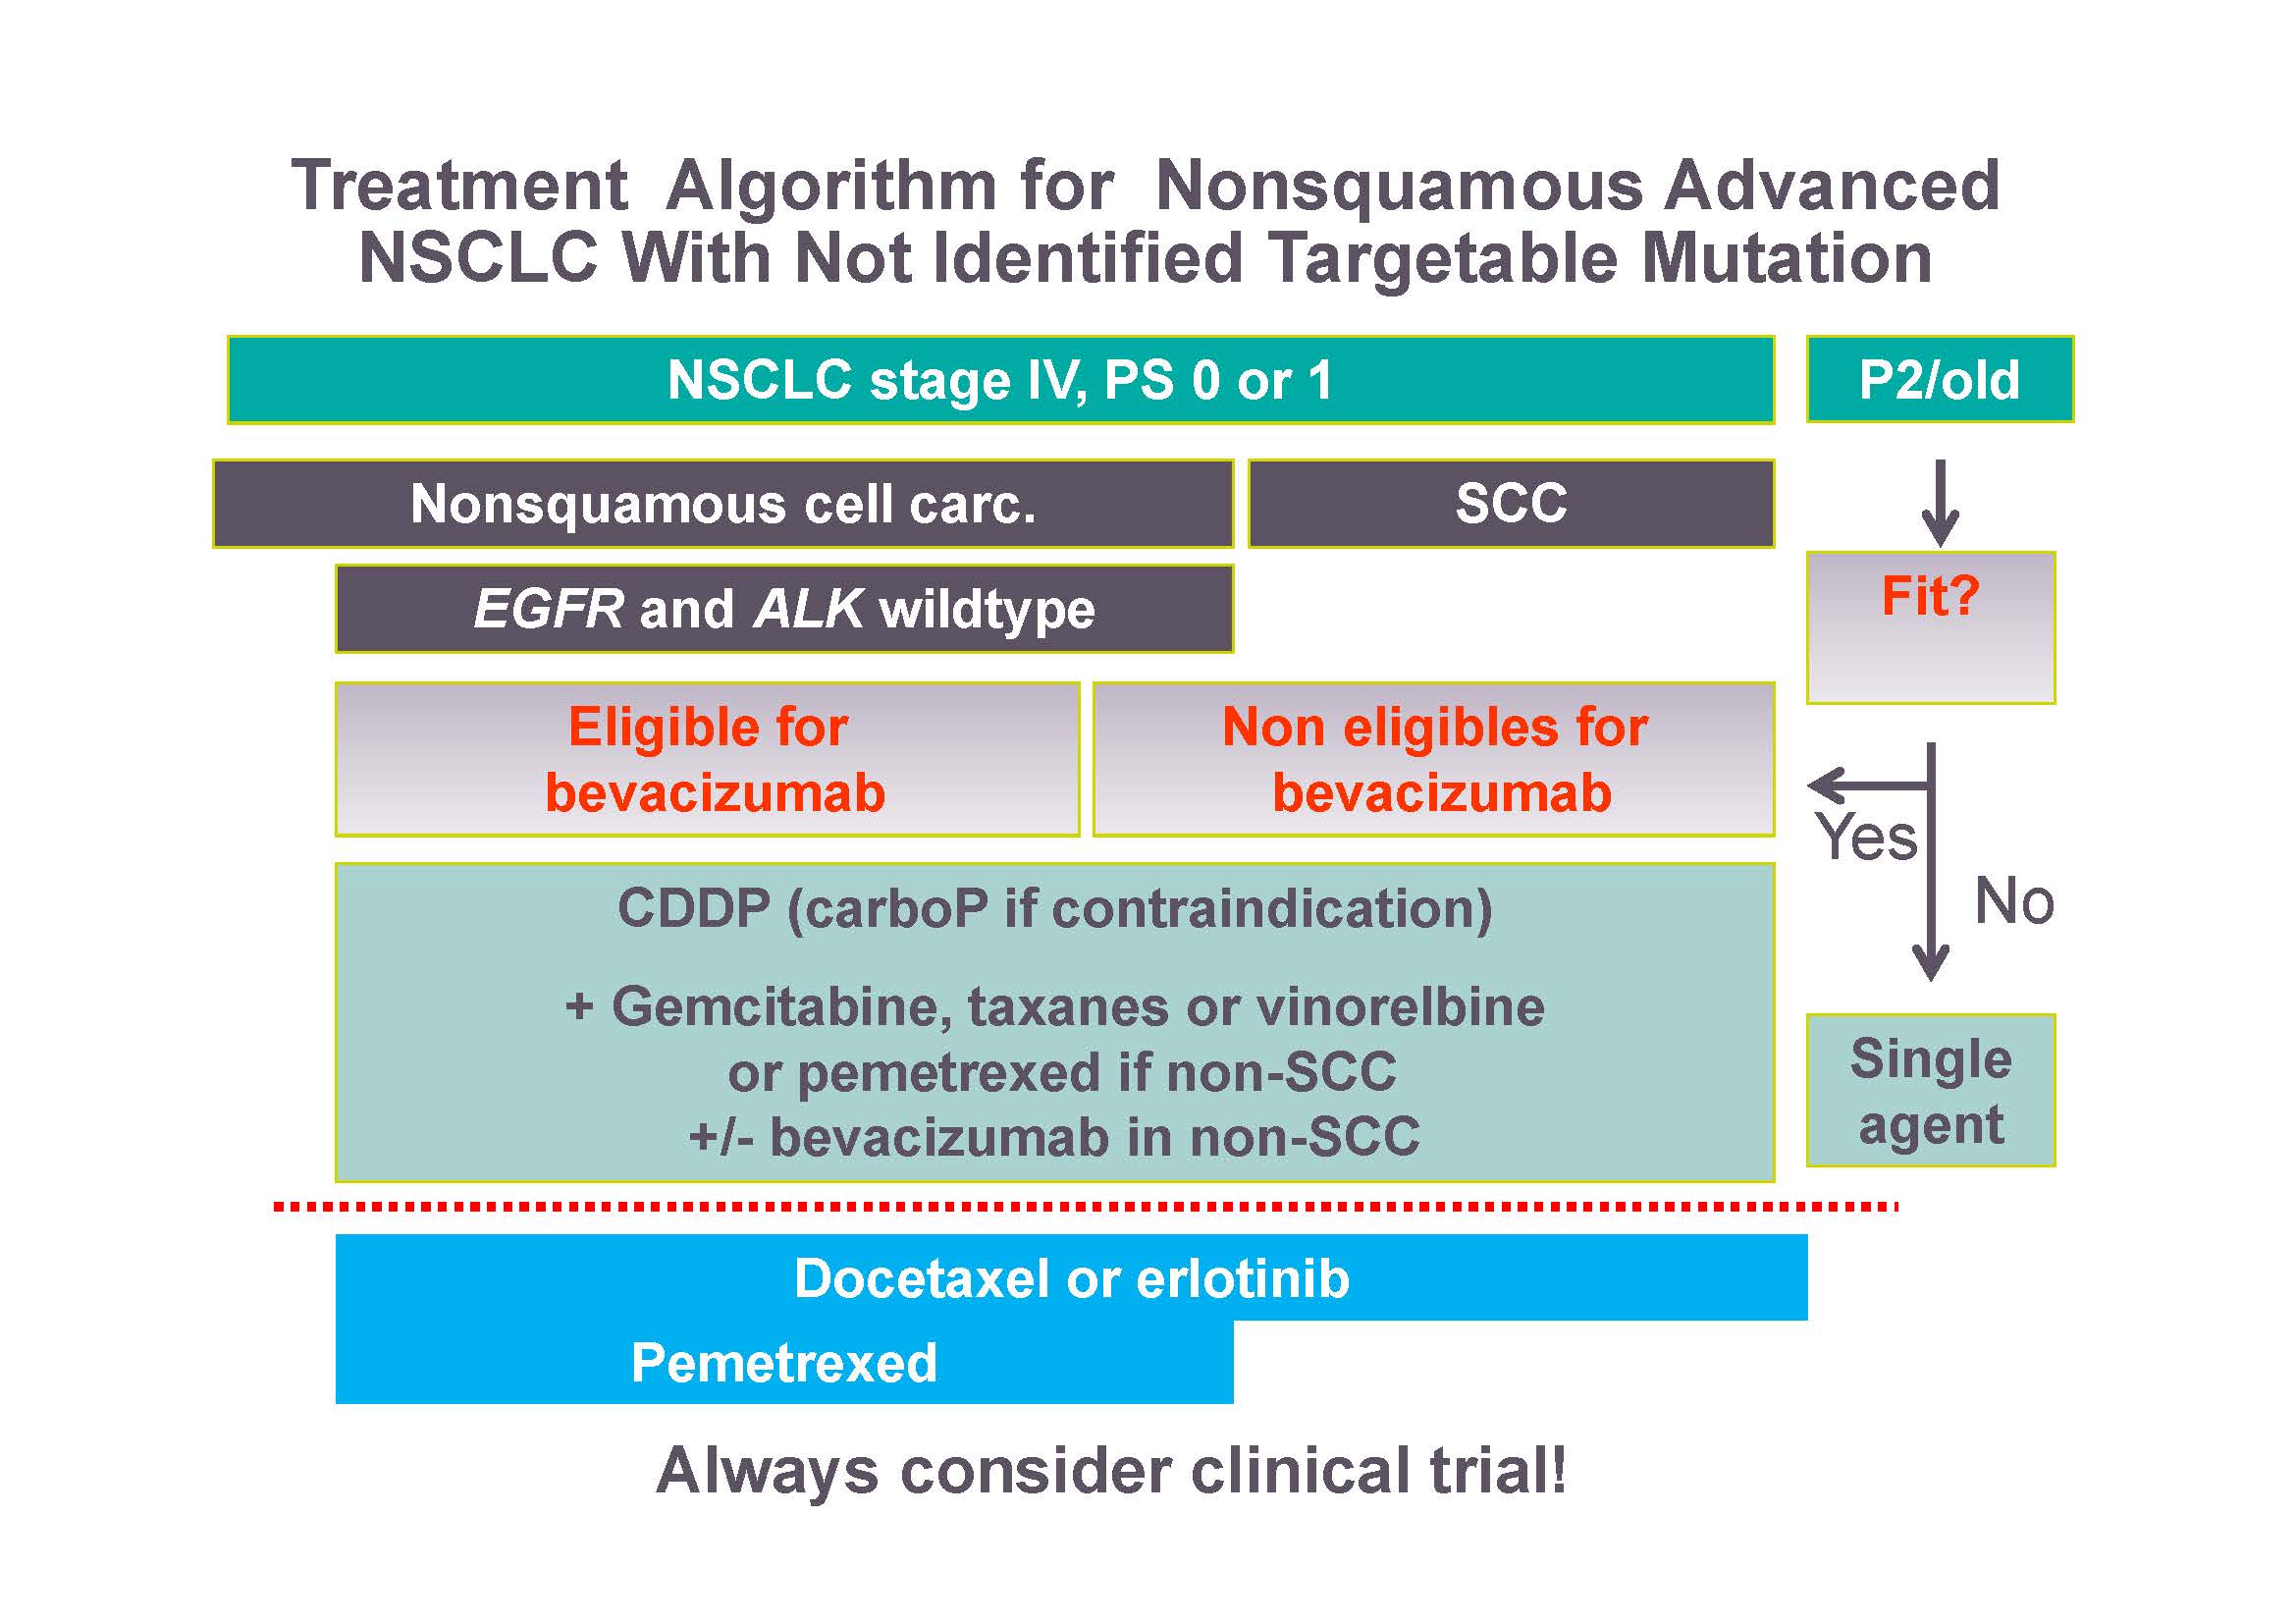 Treatment Algorithm for Nonsquamous Advanced
NSCLC With Not Identified Targetable Mutation
NSCLC stage IV, PS 0 or 1
P2/old
Nonsquamous cell carc.
SCC
EGFR and ALK wildtype
Fit?
Eligible for
bevacizumab
Non eligibles for
bevacizumab
Yes
No
CDDP (carboP if contraindication)
+ Gemcitabine, taxanes or vinorelbine
or pemetrexed if non-SCC
+/- bevacizumab in non-SCC
Single
agent
Docetaxel or erlotinib
Pemetrexed
Always consider clinical trial!